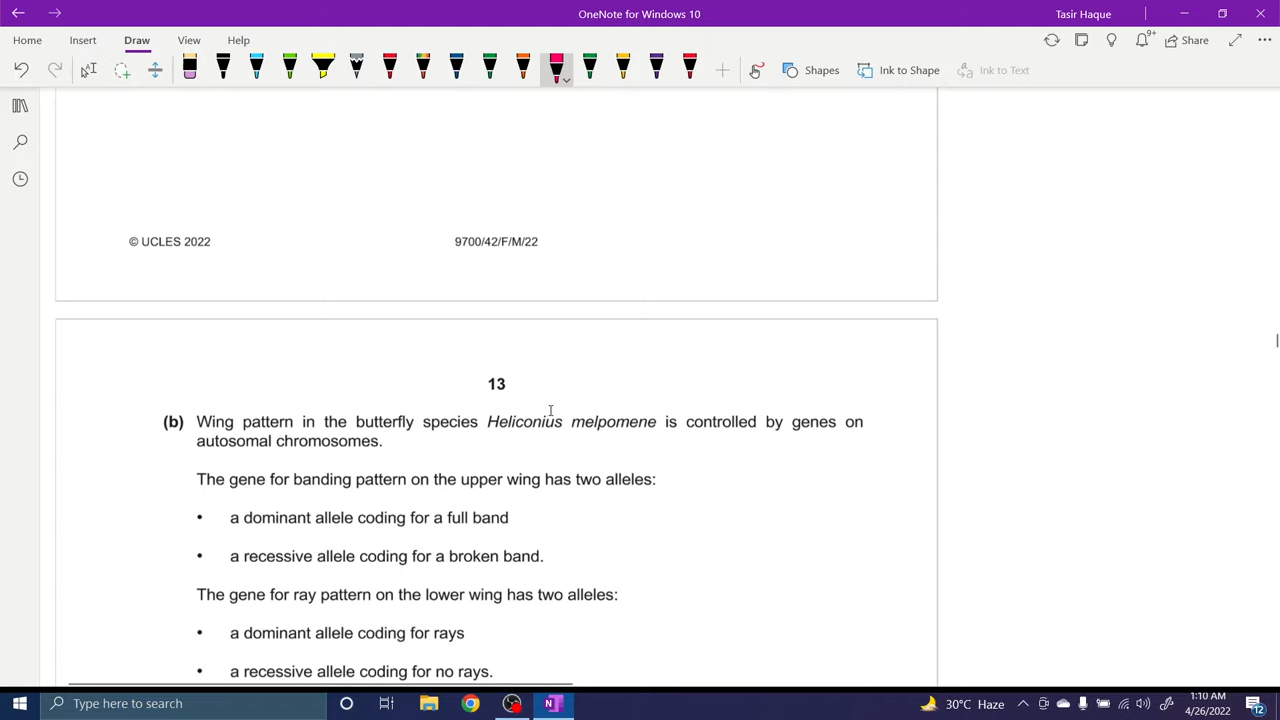 OneNote for Windows 10
Tasir Haque
Home
Insert
Draw
View
Help
9+
Share
Shapes
Ink to Shape
Ink to Text
© UCLES 2022
9700/42/F/M/22
13
(b) Wing pattern in the butterfly species Heliconius melpomene is controlled by genes on
autosomal chromosomes.
The gene for banding pattern on the upper wing has two alleles:
• a dominant allele coding for a full band
• a recessive allele coding for a broken band.
The gene for ray pattern on the lower wing has two alleles:
• a dominant allele coding for rays
• a recessive allele coding for no rays.
Type here to search
30°C Haze
1:10 AM
4/26/2022
12